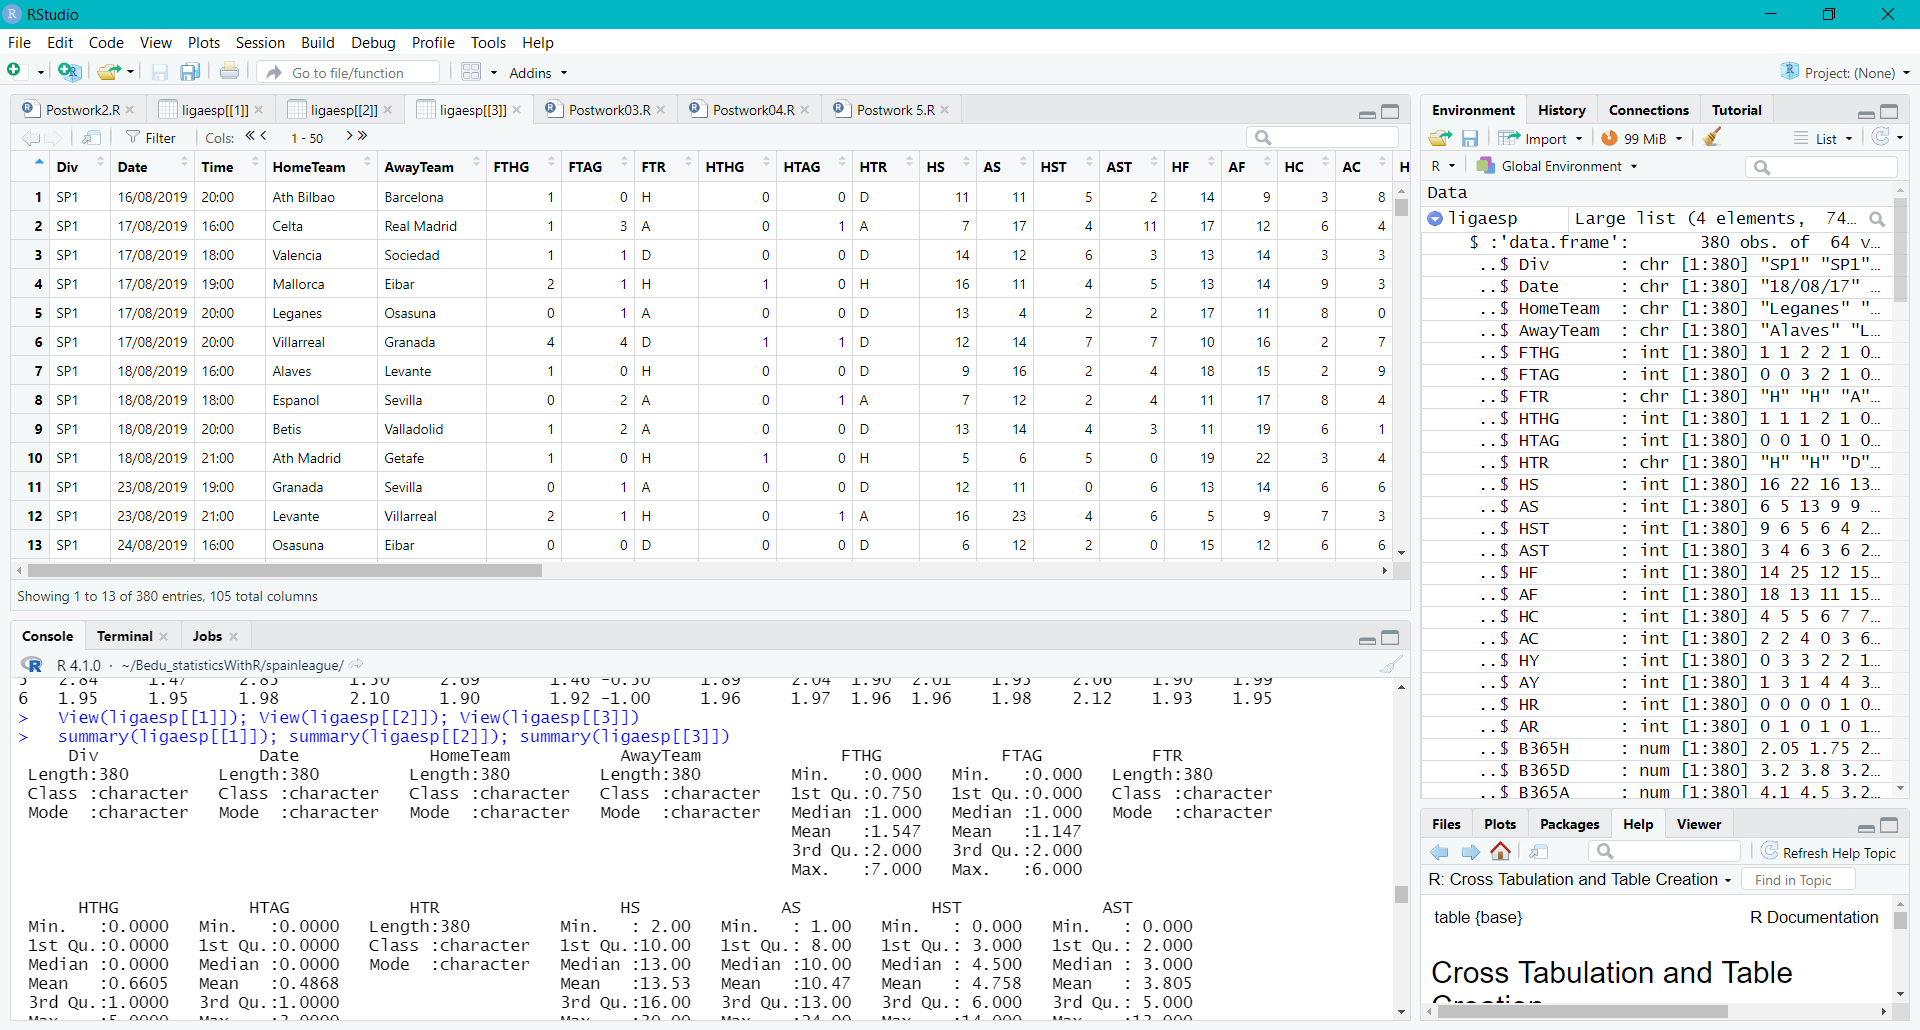 RStudio
File Edit Code View Plots Session Build Debug Profile Tools Help
Go to file/function Addins Project: (None)
Postwork2.R ligaesp[[1]] ligaesp[[2]] ligaesp[[3]] Postwork03.R Postwork04.R Postwork 5.R
Filter Cols: 1 - 50
Div Date Time HomeTeam AwayTeam FTHG FTAG FTR HTHG HTAG HTR HS AS HST AST HF AF HC AC H
1 SP1 16/08/2019 20:00 Ath Bilbao Barcelona 1 0 H 0 0 D 11 11 5 2 14 9 3 8
2 SP1 17/08/2019 16:00 Celta Real Madrid 1 3 A 0 1 A 7 17 4 11 17 12 6 4
3 SP1 17/08/2019 18:00 Valencia Sociedad 1 1 D 0 0 D 14 12 6 3 13 14 3 3
4 SP1 17/08/2019 19:00 Mallorca Eibar 2 1 H 1 0 H 16 11 4 5 13 14 9 3
5 SP1 17/08/2019 20:00 Leganes Osasuna 0 1 A 0 0 D 13 4 2 2 17 11 8 0
6 SP1 17/08/2019 20:00 Villarreal Granada 4 4 D 1 1 D 12 14 7 7 10 16 2 7
7 SP1 18/08/2019 16:00 Alaves Levante 1 0 H 0 0 D 9 16 2 4 18 15 2 9
8 SP1 18/08/2019 18:00 Espanol Sevilla 0 2 A 0 1 A 7 12 2 4 11 17 8 4
9 SP1 18/08/2019 20:00 Betis Valladolid 1 2 A 0 0 D 13 14 4 3 11 19 6 1
10 SP1 18/08/2019 21:00 Ath Madrid Getafe 1 0 H 1 0 H 5 6 5 0 19 22 3 4
11 SP1 23/08/2019 19:00 Granada Sevilla 0 1 A 0 0 D 12 11 0 6 13 14 6 6
12 SP1 23/08/2019 21:00 Levante Villarreal 2 1 H 0 1 A 16 23 4 6 5 9 7 3
13 SP1 24/08/2019 16:00 Osasuna Eibar 0 0 D 0 0 D 6 12 2 0 15 12 6 6
Showing 1 to 13 of 380 entries, 105 total columns
Console Terminal Jobs
R 4.1.0 · ~/Bedu_statisticsWithR/spainleague/
5 2.84 1.47 2.85 1.50 2.69 1.46 -0.50 1.89 2.04 1.90 2.01 1.95 2.06 1.90 1.99
6 1.95 1.95 1.98 2.10 1.90 1.92 -1.00 1.96 1.97 1.96 1.96 1.98 2.12 1.93 1.95
> View(ligaesp[[1]]); View(ligaesp[[2]]); View(ligaesp[[3]])
> summary(ligaesp[[1]]); summary(ligaesp[[2]]); summary(ligaesp[[3]])
Div Date HomeTeam AwayTeam FTHG FTAG FTR
Length:380 Length:380 Length:380 Length:380 Min. :0.000 Min. :0.000 Length:380
Class :character Class :character Class :character Class :character 1st Qu.:0.750 1st Qu.:0.000 Class :character
Mode :character Mode :character Mode :character Mode :character Median :1.000 Median :1.000 Mode :character
Mean :1.547 Mean :1.147
3rd Qu.:2.000 3rd Qu.:2.000
Max. :7.000 Max. :6.000
HTHG HTAG HTR HS AS HST AST
Min. :0.0000 Min. :0.0000 Length:380 Min. : 2.00 Min. : 1.00 Min. : 0.000 Min. : 0.000
1st Qu.:0.0000 1st Qu.:0.0000 Class :character 1st Qu.:10.00 1st Qu.: 8.00 1st Qu.: 3.000 1st Qu.: 2.000
Median :0.0000 Median :0.0000 Mode :character Median :13.00 Median :10.00 Median : 4.500 Median : 3.000
Mean :0.6605 Mean :0.4868 Mean :13.53 Mean :10.47 Mean : 4.758 Mean : 3.805
3rd Qu.:1.0000 3rd Qu.:1.0000 3rd Qu.:16.00 3rd Qu.:13.00 3rd Qu.: 6.000 3rd Qu.: 5.000
Environment History Connections Tutorial
Import 99 MiB List
R Global Environment
Data
ligaesp Large list (4 elements, 74…
$ :'data.frame': 380 obs. of 64 v…
..$ Div : chr [1:380] "SP1" "SP1"…
..$ Date : chr [1:380] "18/08/17" …
..$ HomeTeam : chr [1:380] "Leganes" "…
..$ AwayTeam : chr [1:380] "Alaves" "L…
..$ FTHG : int [1:380] 1 1 2 2 1 0…
..$ FTAG : int [1:380] 0 0 3 2 1 0…
..$ FTR : chr [1:380] "H" "H" "A"…
..$ HTHG : int [1:380] 1 1 1 2 1 0…
..$ HTAG : int [1:380] 0 0 1 0 1 0…
..$ HTR : chr [1:380] "H" "H" "D"…
..$ HS : int [1:380] 16 22 16 13…
..$ AS : int [1:380] 6 5 13 9 9 …
..$ HST : int [1:380] 9 6 5 6 4 2…
..$ AST : int [1:380] 3 4 6 3 6 2…
..$ HF : int [1:380] 14 25 12 15…
..$ AF : int [1:380] 18 13 11 15…
..$ HC : int [1:380] 4 5 5 6 7 7…
..$ AC : int [1:380] 2 2 4 0 3 6…
..$ HY : int [1:380] 0 3 3 2 2 1…
..$ AY : int [1:380] 1 3 1 4 4 3…
..$ HR : int [1:380] 0 0 0 0 1 0…
..$ AR : int [1:380] 0 1 0 1 0 1…
..$ B365H : num [1:380] 2.05 1.75 2…
..$ B365D : num [1:380] 3.2 3.8 3.2…
..$ B365A : num [1:380] 4.1 4.5 3.2…
Files Plots Packages Help Viewer
Refresh Help Topic
R: Cross Tabulation and Table Creation Find in Topic
table {base} R Documentation
Cross Tabulation and Table
Creation